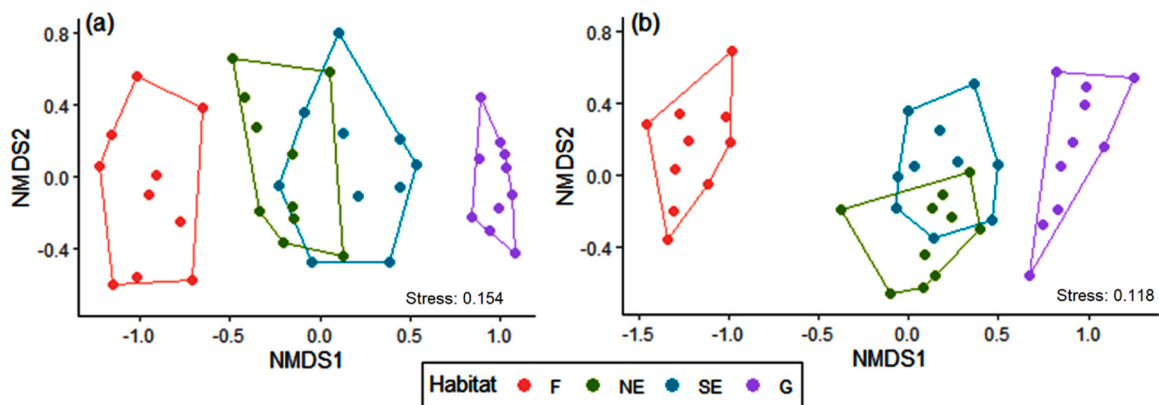 (a) (b)
0.8 0.8
0.4 0.4
0.0 0.0
-0.4 -0.4
NMDS2 NMDS2
Stress: 0.154 Stress: 0.118
-1.0 -0.5 0.0 0.5 1.0 -1.5 -1.0 -0.5 0.0 0.5 1.0
NMDS1 NMDS1
Habitat F NE SE G